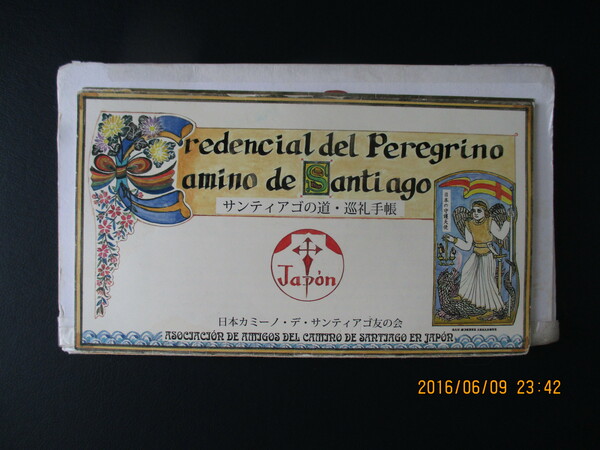 Credencial del Peregrino
Camino de Santiago
サンティアゴの道・巡礼手帳
Japón
日本カミーノ・デ・サンティアゴ友の会
ASOCIACIÓN DE AMIGOS DEL CAMINO DE SANTIAGO EN JAPÓN
2016/06/09 23:42